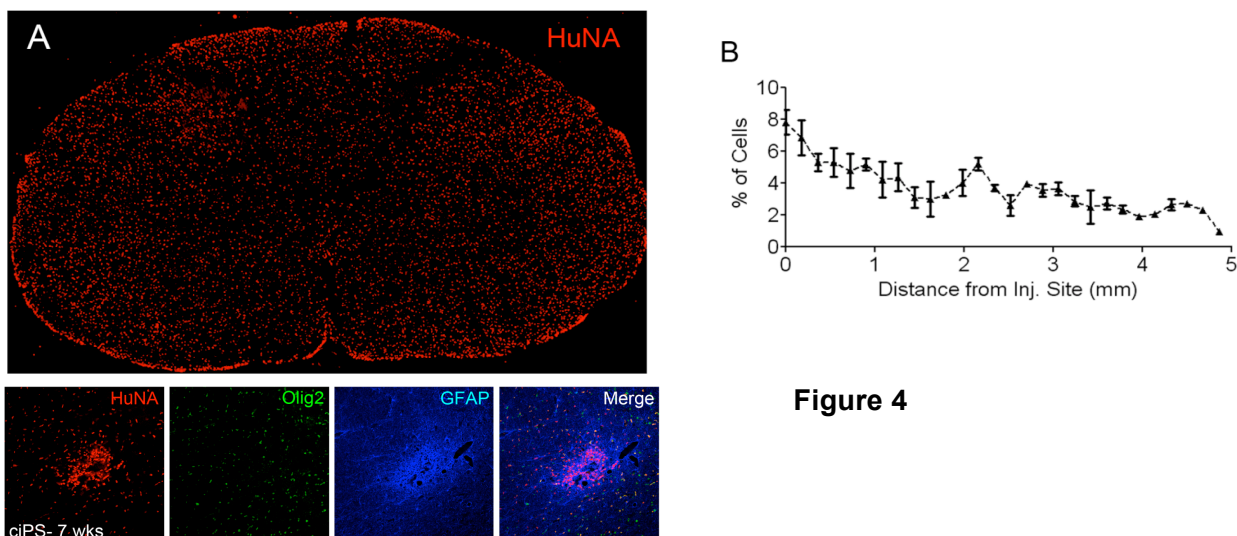 A
HuNA
HuNA
Olig2
GFAP
Merge
ciPS- 7 wks
B
% of Cells
10
8
6
4
2
0
0 1 2 3 4 5
Distance from Inj. Site (mm)
Figure 4